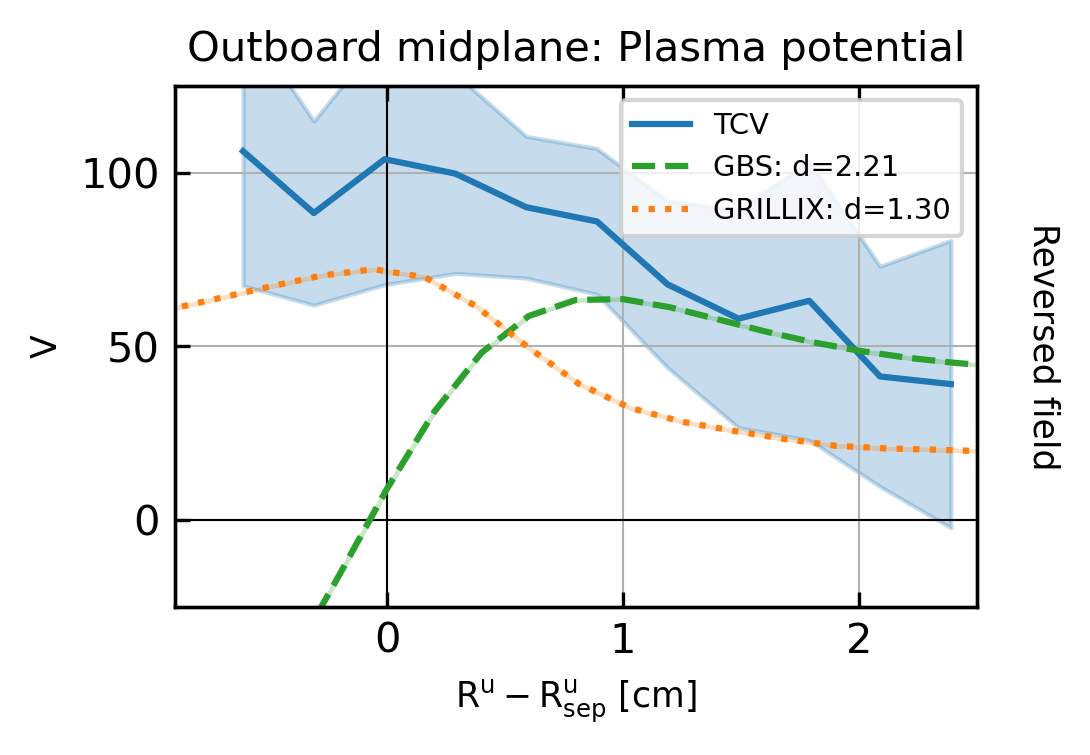 Outboard midplane: Plasma potential
TCV
GBS: d=2.21
GRILLIX: d=1.30
100
50
0
V
Reversed field
0 1 2
R^u − R^u_sep [cm]